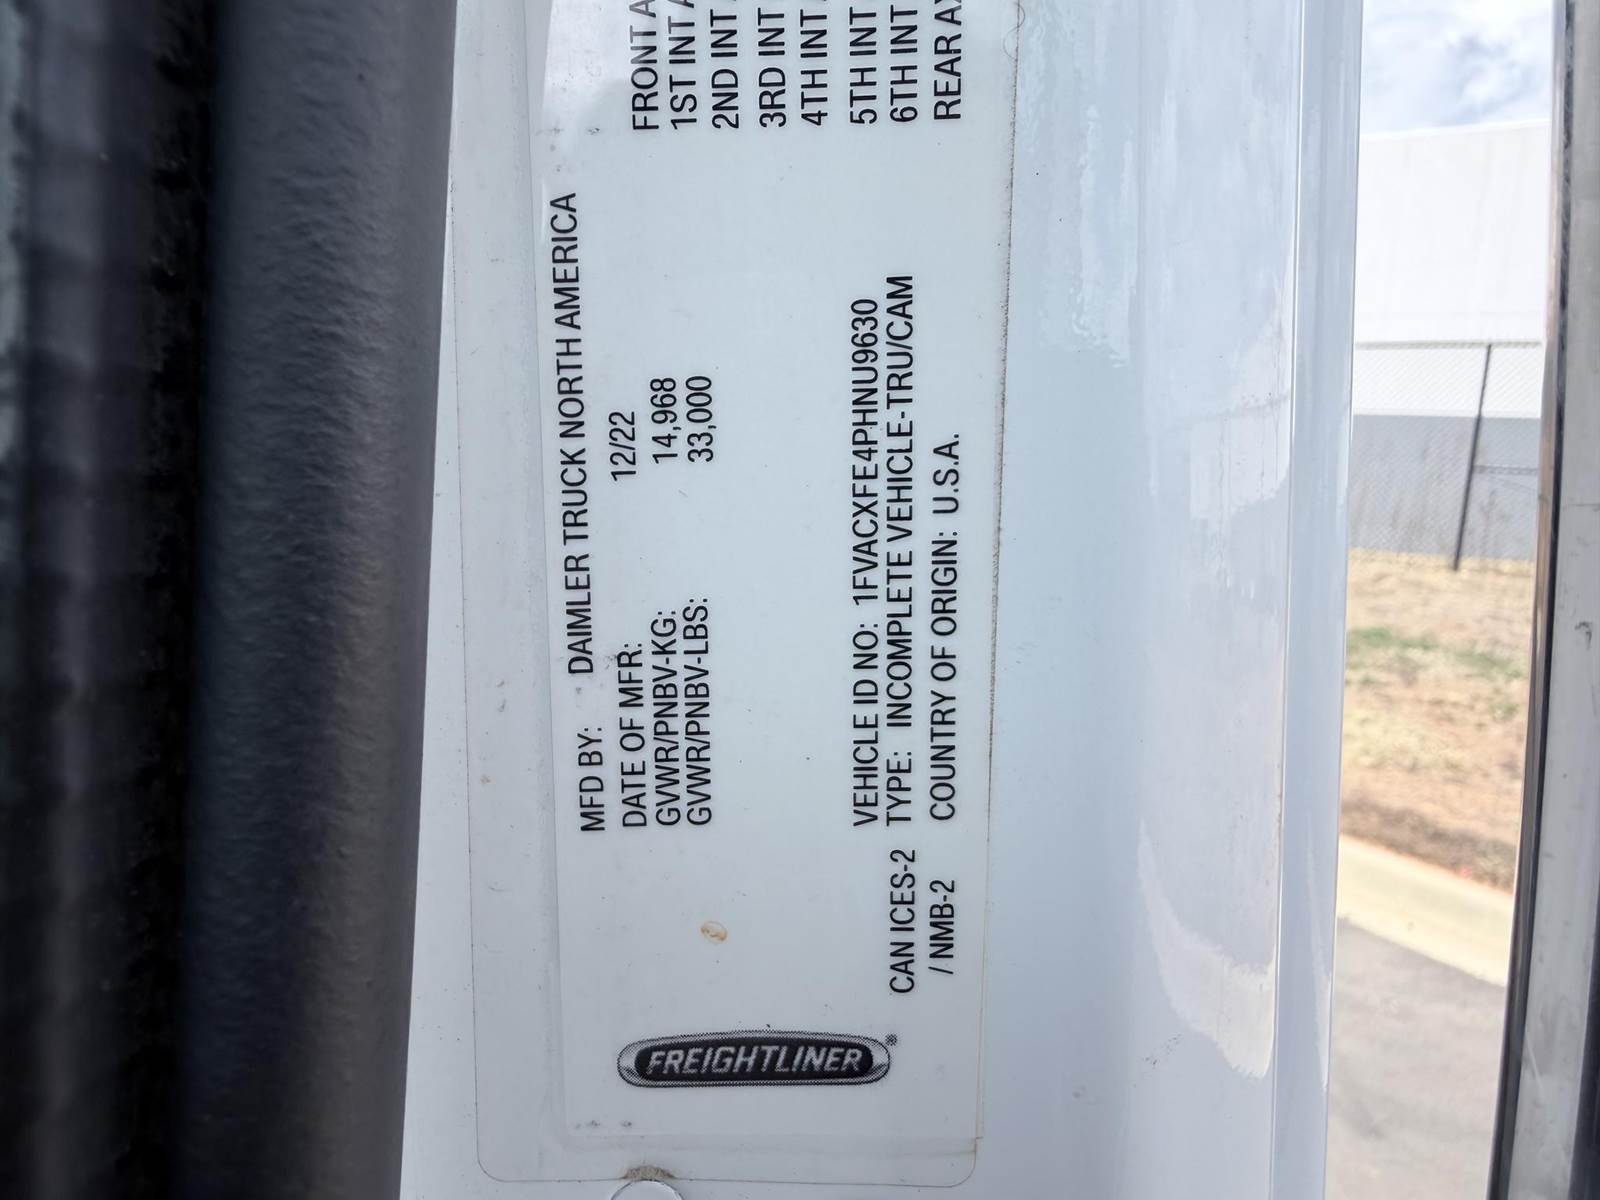 FREIGHTLINER®
MFD BY: DAIMLER TRUCK NORTH AMERICA
DATE OF MFR: 12/22
GVWR/PNBV-KG: 14,968
GVWR/PNBV-LBS: 33,000
VEHICLE ID NO: 1FVACXFE4PHNU9630
CAN ICES-2 TYPE: INCOMPLETE VEHICLE-TRU/CAM
/ NMB-2 COUNTRY OF ORIGIN: U.S.A.
FRONT
1ST INT
2ND INT
3RD INT
4TH INT
5TH INT
6TH INT
REAR